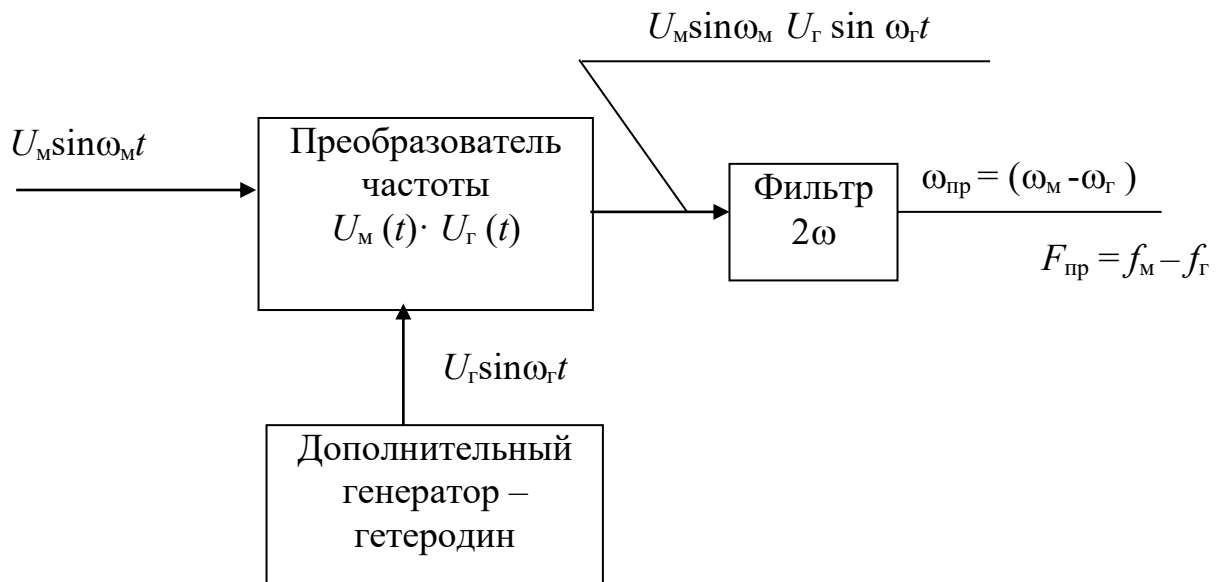 Uмsinωм Uг sin ωгt
Uмsinωмt
Преобразователь
частоты
Uм (t)· Uг (t)
Фильтр
2ω
ωпр = (ωм -ωг )
Fпр = fм – fг
Uгsinωгt
Дополнительный
генератор –
гетеродин